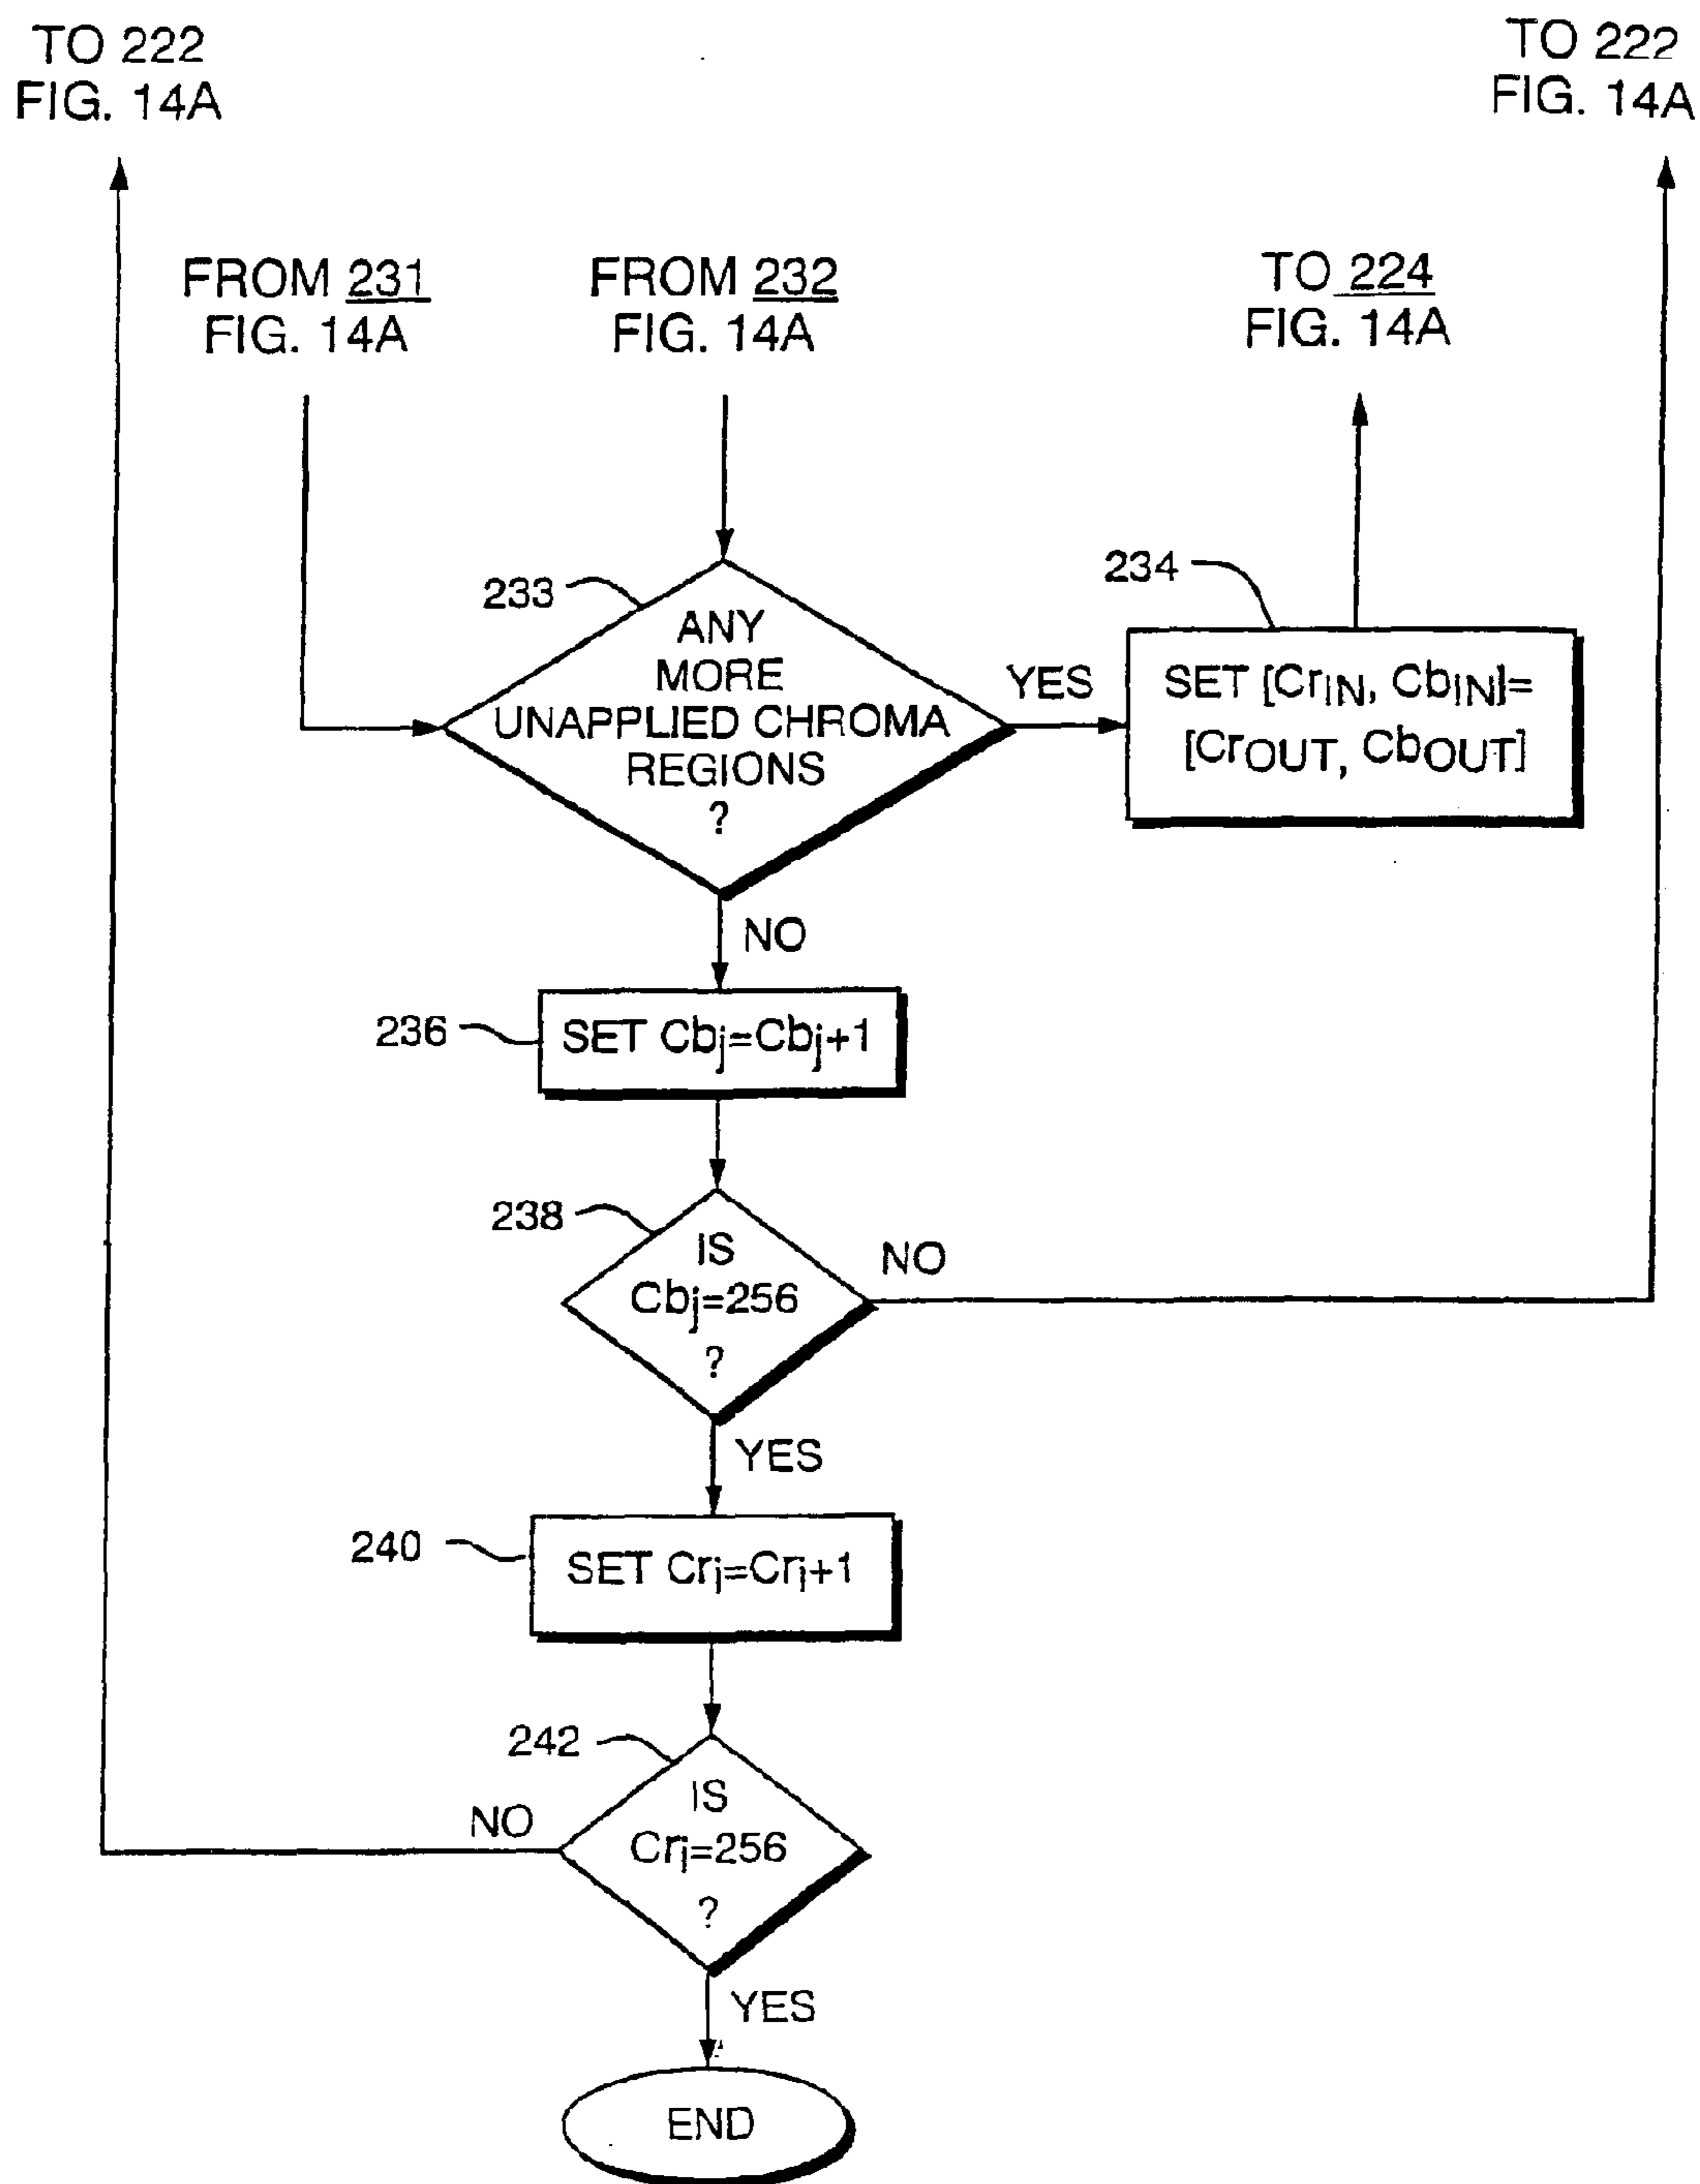 TO 222
FIG. 14A
TO 222
FIG. 14A
FROM 231
FIG. 14A
FROM 232
FIG. 14A
TO 224
FIG. 14A
233
ANY
MORE
UNAPPLIED CHROMA
REGIONS
?
YES
234
SET [CrIN, CbIN]=
[CrOUT, CbOUT]
NO
236
SET Cbj=Cbj+1
238
IS
Cbj=256
?
NO
YES
240
SET Crj=Crj+1
242
IS
Crj=256
?
NO
YES
END